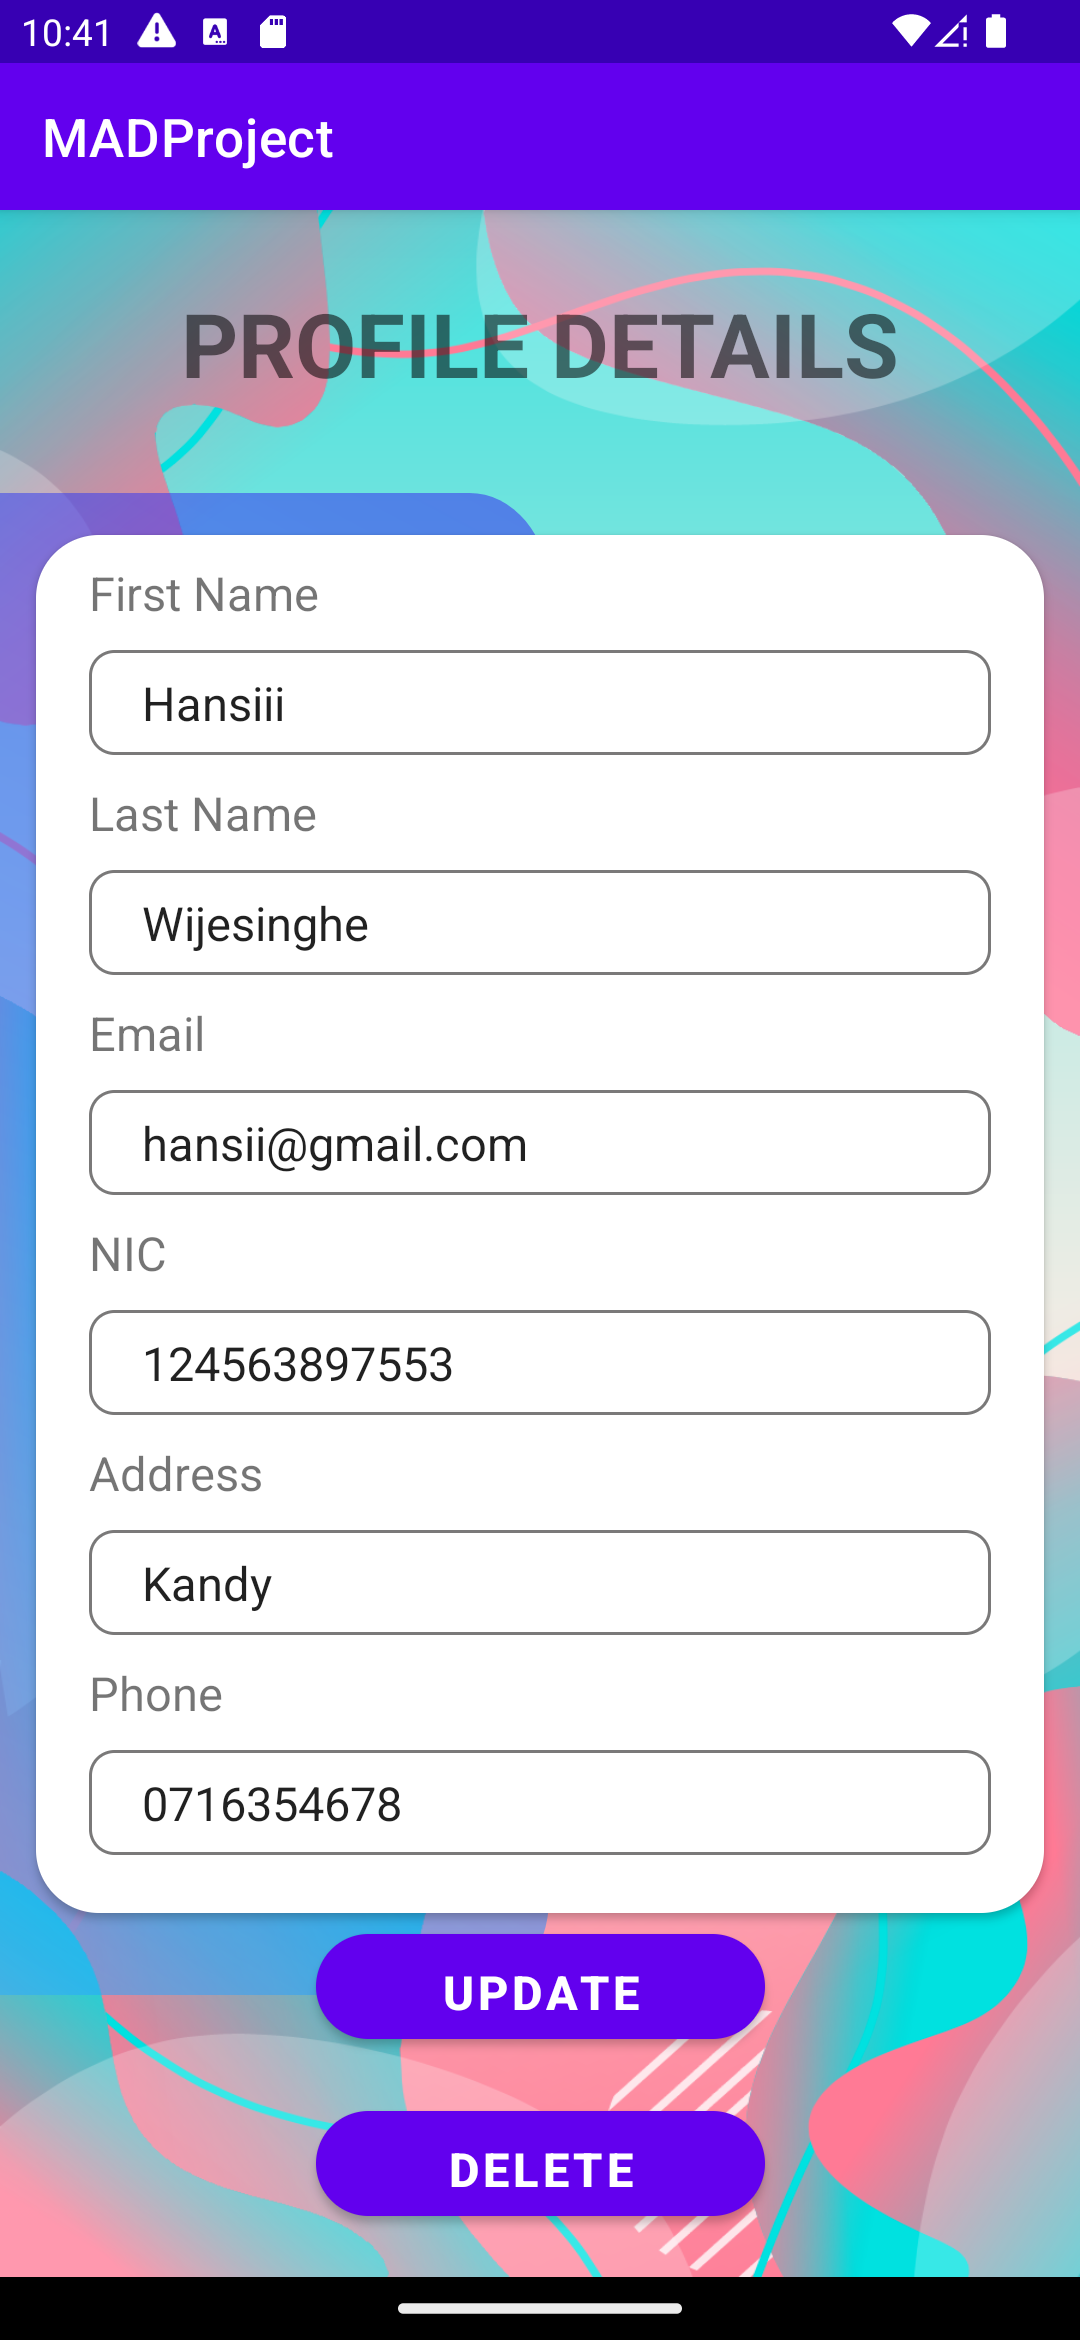 10:41
MADProject
PROFILE DETAILS
First Name
Hansiii
Last Name
Wijesinghe
Email
hansii@gmail.com
NIC
124563897553
Address
Kandy
Phone
0716354678
UPDATE
DELETE